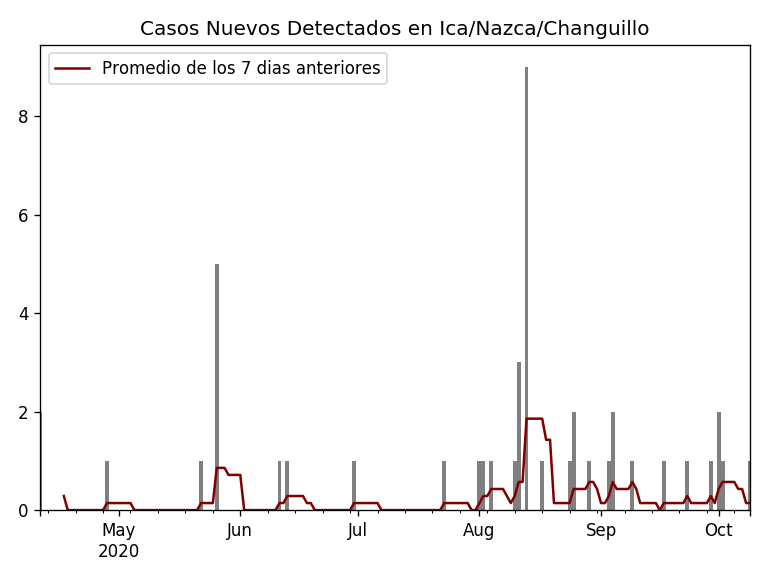 Casos Nuevos Detectados en Ica/Nazca/Changuillo
Promedio de los 7 dias anteriores
8
6
4
2
0
May Jun Jul Aug Sep Oct
2020